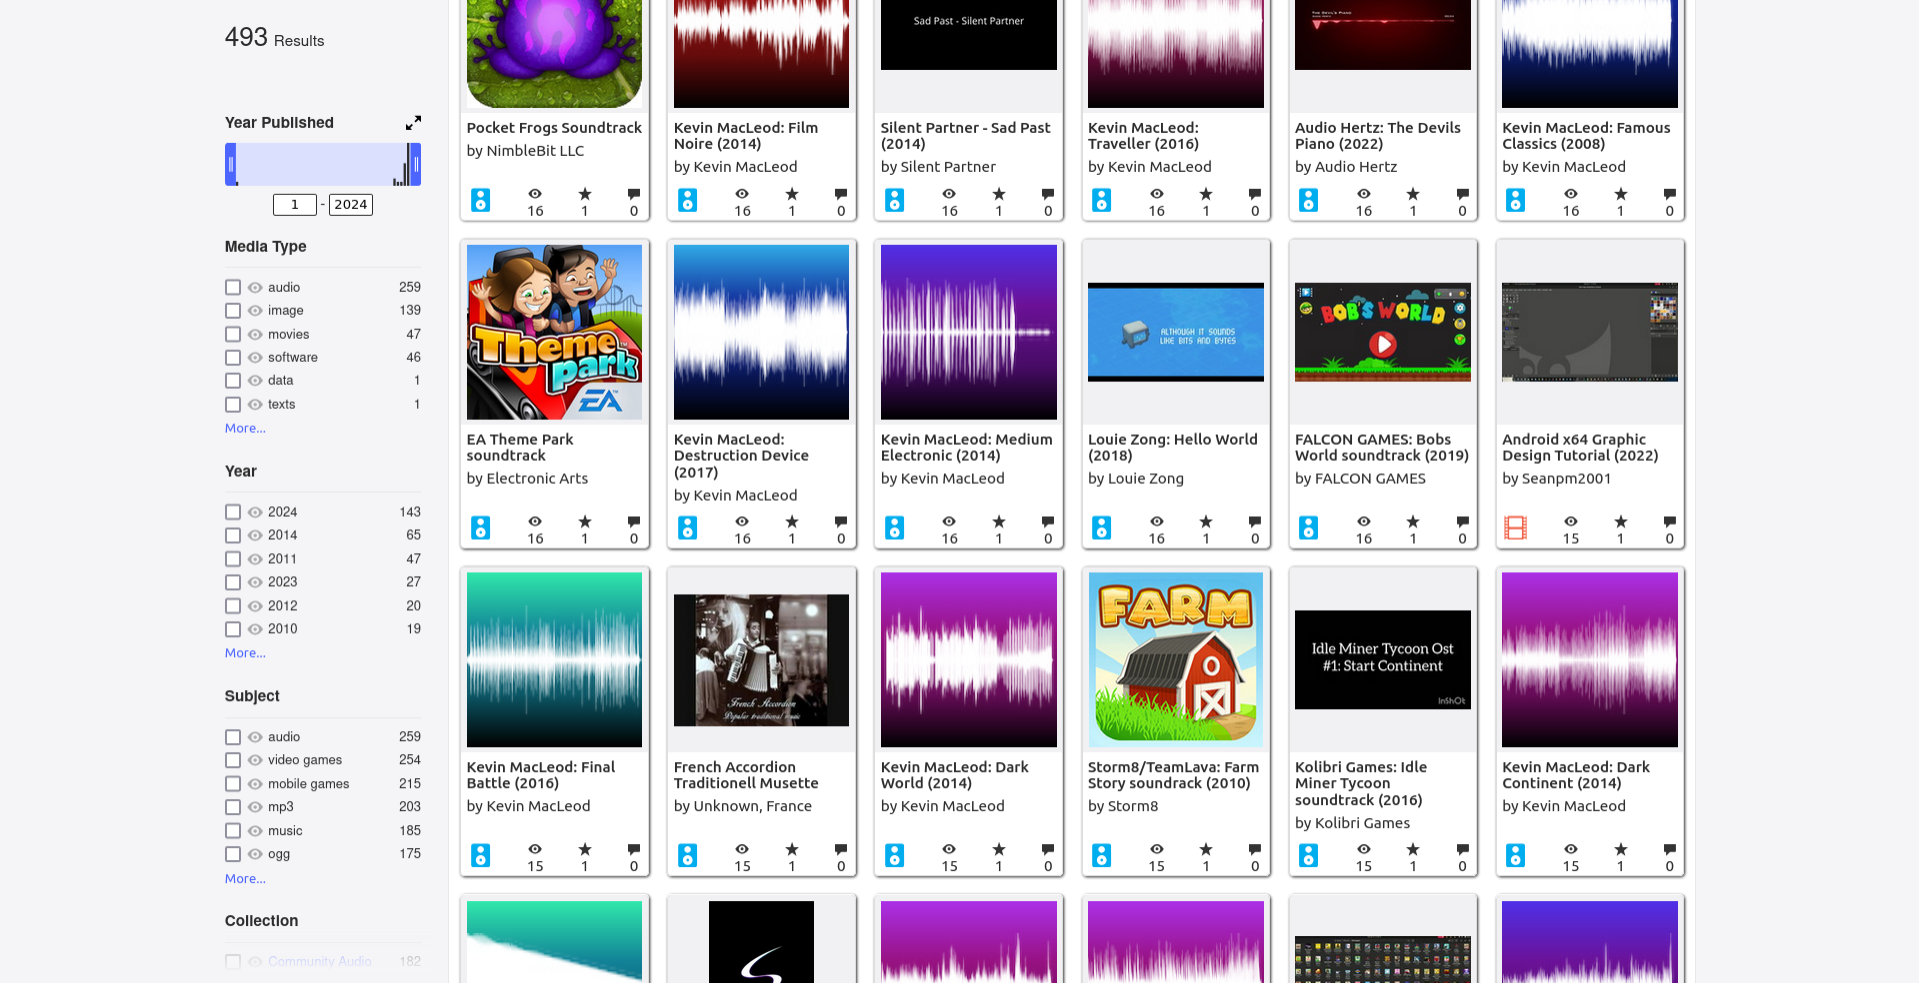 493 Results
Year Published
1 - 2024
Media Type
audio 259
image 139
movies 47
software 46
data 1
texts 1
More...
Year
2024 143
2014 65
2011 47
2023 27
2012 20
2010 19
More...
Subject
audio 259
video games 254
mobile games 215
mp3 203
music 185
ogg 175
More...
Collection
Community Audio 182
Pocket Frogs Soundtrack
by NimbleBit LLC
16 1 0
Kevin MacLeod: Film
Noire (2014)
by Kevin MacLeod
16 1 0
Sad Past - Silent Partner
Silent Partner - Sad Past
(2014)
by Silent Partner
16 1 0
Kevin MacLeod:
Traveller (2016)
by Kevin MacLeod
16 1 0
Audio Hertz: The Devils
Piano (2022)
by Audio Hertz
16 1 0
Kevin MacLeod: Famous
Classics (2008)
by Kevin MacLeod
16 1 0
Theme
park
EA
EA Theme Park
soundtrack
by Electronic Arts
16 1 0
Kevin MacLeod:
Destruction Device
(2017)
by Kevin MacLeod
16 1 0
Kevin MacLeod: Medium
Electronic (2014)
by Kevin MacLeod
16 1 0
ALTHOUGH IT SOUNDS
LIKE BITS AND BYTES
Louie Zong: Hello World
(2018)
by Louie Zong
16 1 0
BOB'S WORLD
FALCON GAMES: Bobs
World soundtrack (2019)
by FALCON GAMES
16 1 0
Android x64 Graphic
Design Tutorial (2022)
by Seanpm2001
15 1 0
Kevin MacLeod: Final
Battle (2016)
by Kevin MacLeod
15 1 0
French Accordion
Popular traditional music
French Accordion
Traditionell Musette
by Unknown, France
15 1 0
Kevin MacLeod: Dark
World (2014)
by Kevin MacLeod
15 1 0
FARM
Storm8/TeamLava: Farm
Story soundrack (2010)
by Storm8
15 1 0
Idle Miner Tycoon Ost
#1: Start Continent
InShOt
Kolibri Games: Idle
Miner Tycoon
soundtrack (2016)
by Kolibri Games
15 1 0
Kevin MacLeod: Dark
Continent (2014)
by Kevin MacLeod
15 1 0